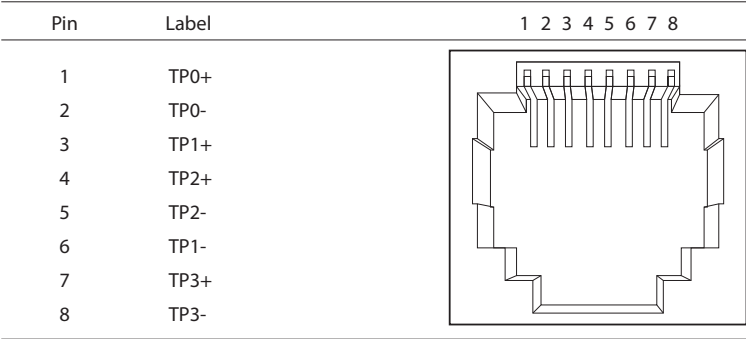 Pin Label 1 2 3 4 5 6 7 8
1 TP0+
2 TP0-
3 TP1+
4 TP2+
5 TP2-
6 TP1-
7 TP3+
8 TP3-